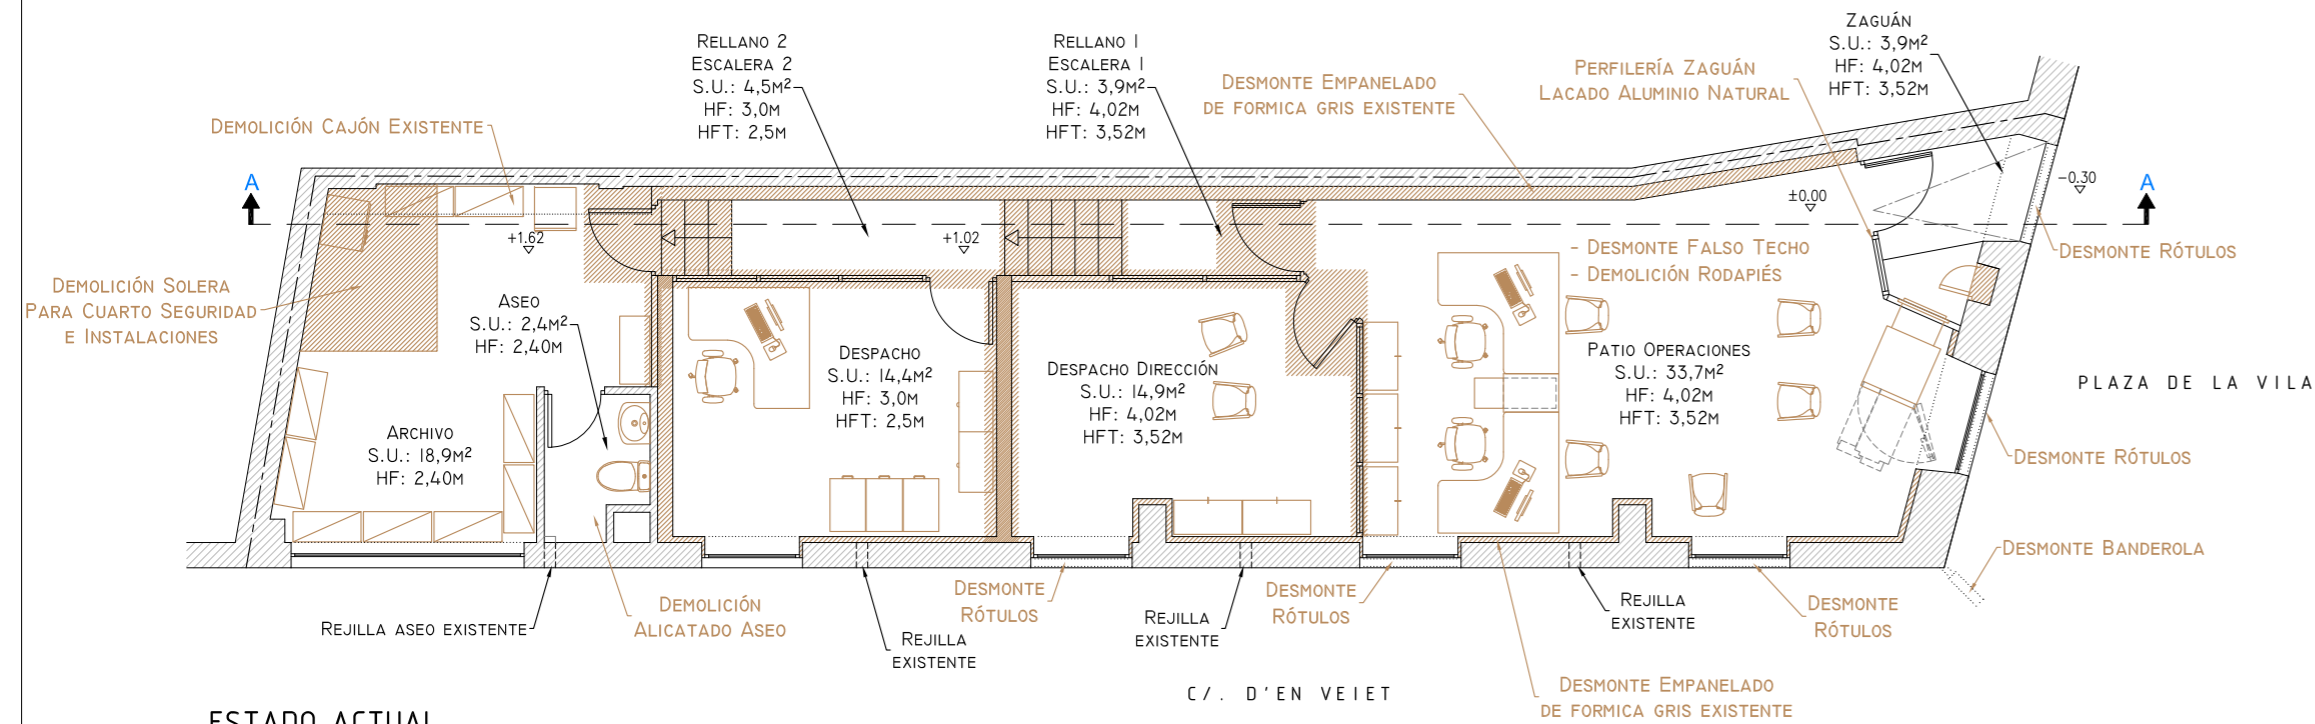 ZAGUÁN
S.U.: 3,9M²
HF: 4,02M
HFT: 3,52M
RELLANO 2
ESCALERA 2
S.U.: 4,5M²
HF: 3,0M
HFT: 2,5M
RELLANO 1
ESCALERA 1
S.U.: 3,9M²
HF: 4,02M
HFT: 3,52M
DESMONTE EMPANELADO
DE FORMICA GRIS EXISTENTE
PERFILERÍA ZAGUÁN
LACADO ALUMINIO NATURAL
DEMOLICIÓN CAJÓN EXISTENTE
A
A
-0.30
±0.00
+1.62
+1.02
- DESMONTE FALSO TECHO
- DEMOLICIÓN RODAPIÉS
DESMONTE RÓTULOS
DEMOLICIÓN SOLERA
PARA CUARTO SEGURIDAD
E INSTALACIONES
ASEO
S.U.: 2,4M²
HF: 2,40M
DESPACHO
S.U.: 14,4M²
HF: 3,0M
HFT: 2,5M
DESPACHO DIRECCIÓN
S.U.: 14,9M²
HF: 4,02M
HFT: 3,52M
PATIO OPERACIONES
S.U.: 33,7M²
HF: 4,02M
HFT: 3,52M
PLAZA DE LA VILA
ARCHIVO
S.U.: 18,9M²
HF: 2,40M
DESMONTE RÓTULOS
DESMONTE BANDEROLA
REJILLA ASEO EXISTENTE
DEMOLICIÓN
ALICATADO ASEO
REJILLA
EXISTENTE
DESMONTE
RÓTULOS
REJILLA
EXISTENTE
DESMONTE
RÓTULOS
REJILLA
EXISTENTE
DESMONTE
RÓTULOS
C/. D'EN VEIET
DESMONTE EMPANELADO
DE FORMICA GRIS EXISTENTE
ESTADO ACTUAL